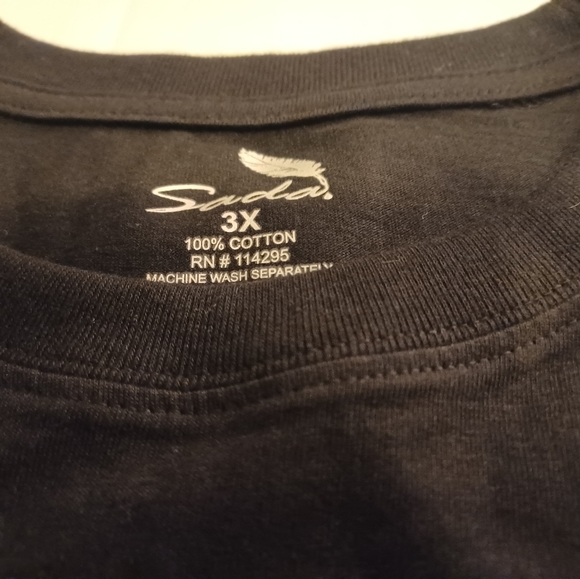 Sada.
3X
100% COTTON
RN # 114295
MACHINE WASH SEPARATELY